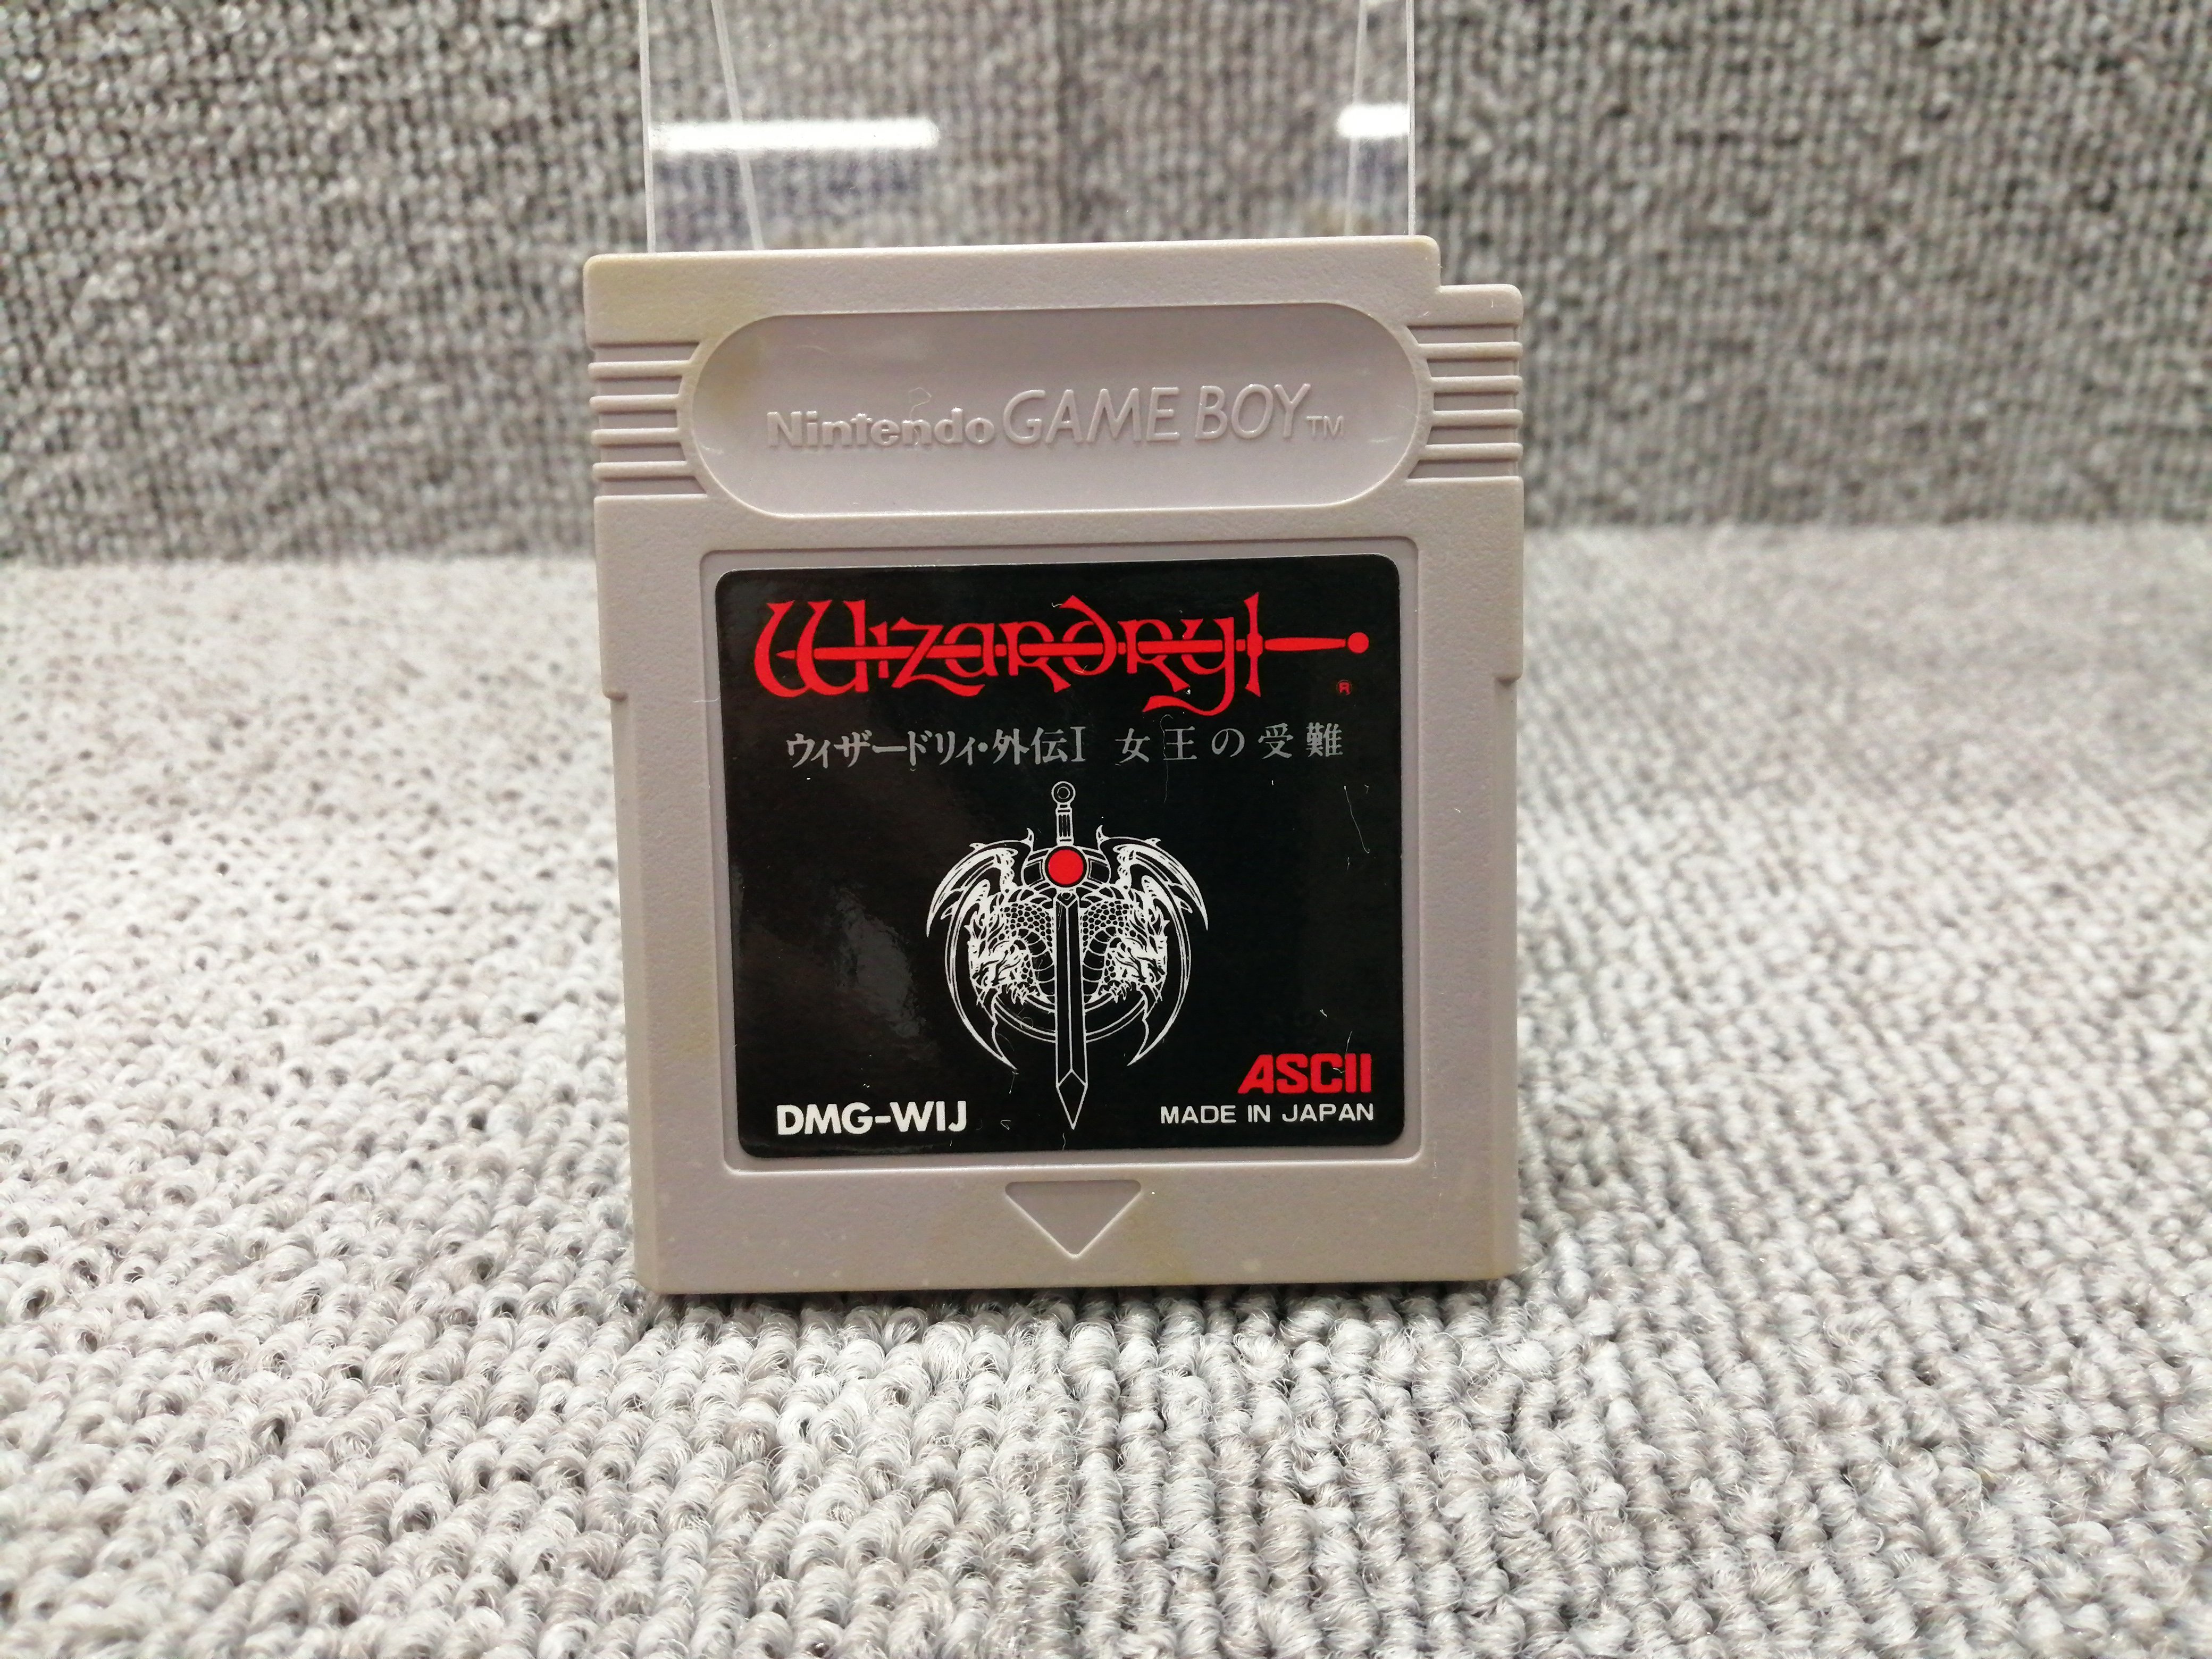 Nintendo GAME BOY TM
Wizardry
®
ウィザードリィ・外伝I 女王の受難
ASCII
DMG-WIJ
MADE IN JAPAN